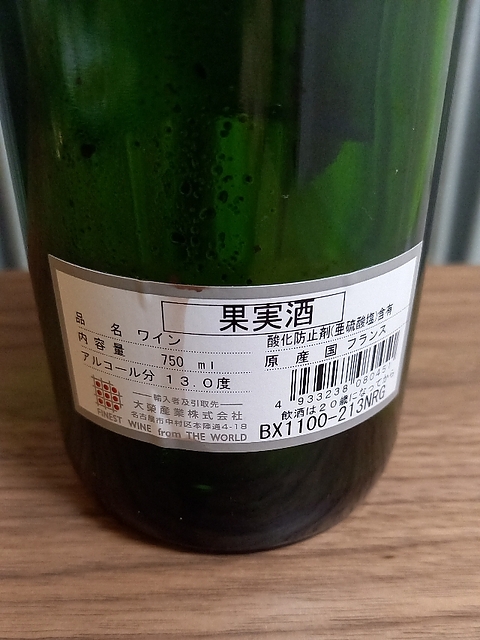 果実酒
品名 ワイン
内容量 750 ml
アルコール分 13.0度
酸化防止剤(亜硫酸塩)含有
原産国 フランス
輸入者及引取先
大榮産業株式会社
名古屋市中村区本陣通4-18
FINEST WINE from THE WORLD
4 933238 080451
飲酒は20歳になってから
BX1100-213NRG